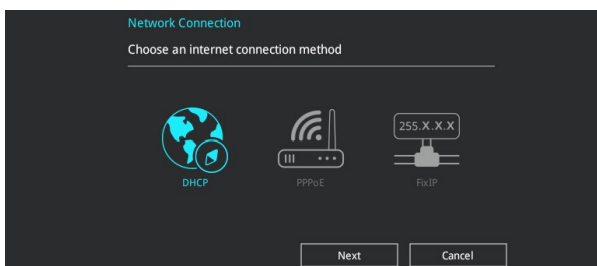 Network Connection
Choose an internet connection method
255.X.X.X
DHCP PPPoE FixIP
Next Cancel